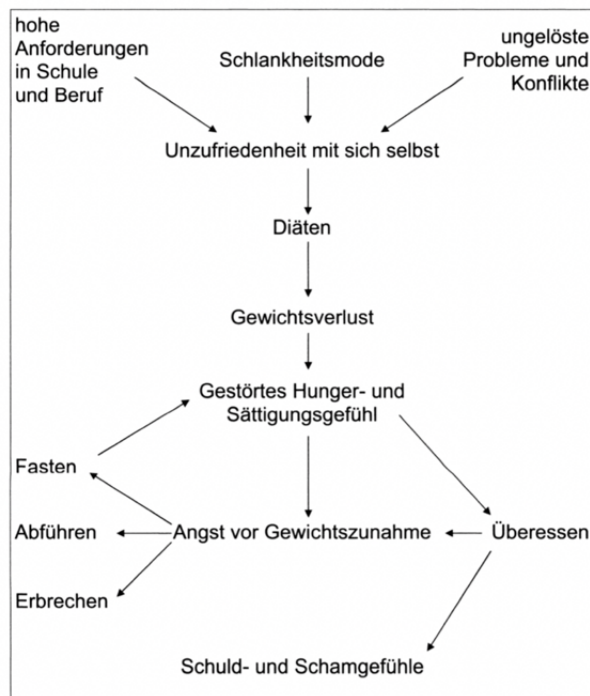 hohe
Anforderungen
in Schule
und Beruf
Schlankheitsmode
ungelöste
Probleme und
Konflikte
Unzufriedenheit mit sich selbst
Diäten
Gewichtsverlust
Gestörtes Hunger- und
Sättigungsgefühl
Fasten
Abführen
Angst vor Gewichtszunahme
Überessen
Erbrechen
Schuld- und Schamgefühle